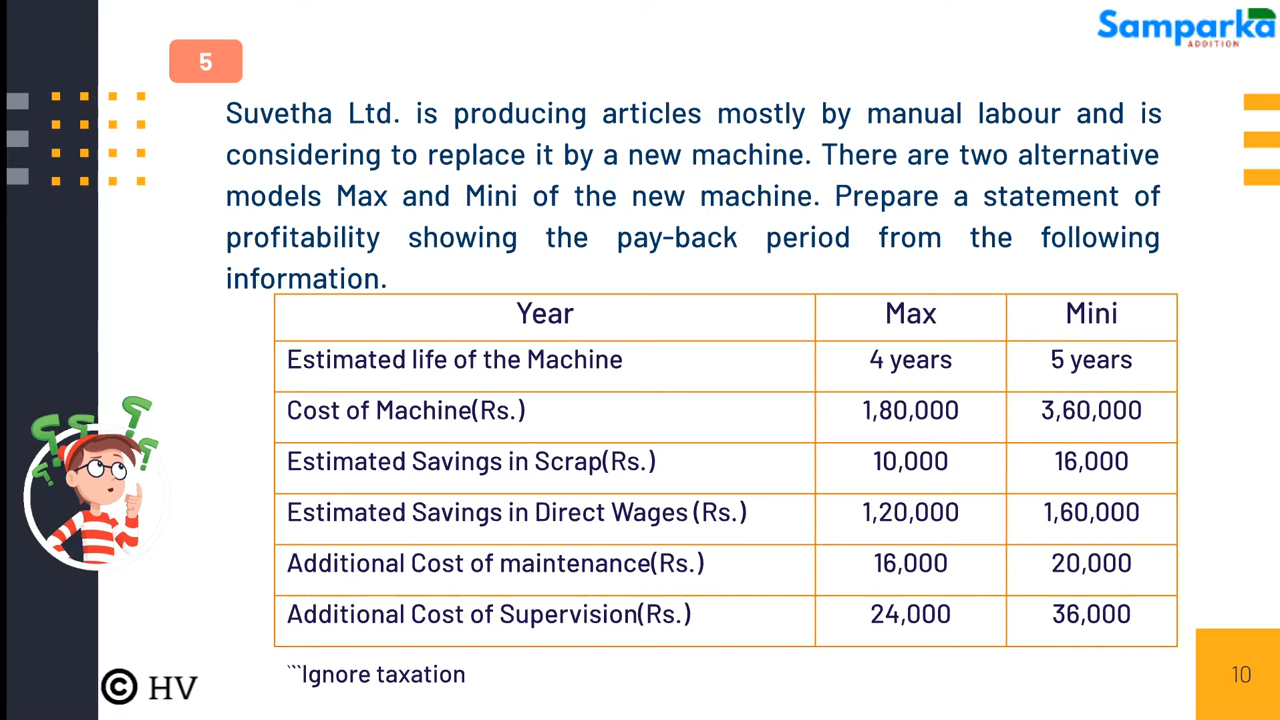 Samparka
ADDITION
5
Suvetha Ltd. is producing articles mostly by manual labour and is
considering to replace it by a new machine. There are two alternative
models Max and Mini of the new machine. Prepare a statement of
profitability showing the pay-back period from the following
information.
Year Max Mini
Estimated life of the Machine 4 years 5 years
Cost of Machine(Rs.) 1,80,000 3,60,000
Estimated Savings in Scrap(Rs.) 10,000 16,000
Estimated Savings in Direct Wages (Rs.) 1,20,000 1,60,000
Additional Cost of maintenance(Rs.) 16,000 20,000
Additional Cost of Supervision(Rs.) 24,000 36,000
```Ignore taxation
© HV
10